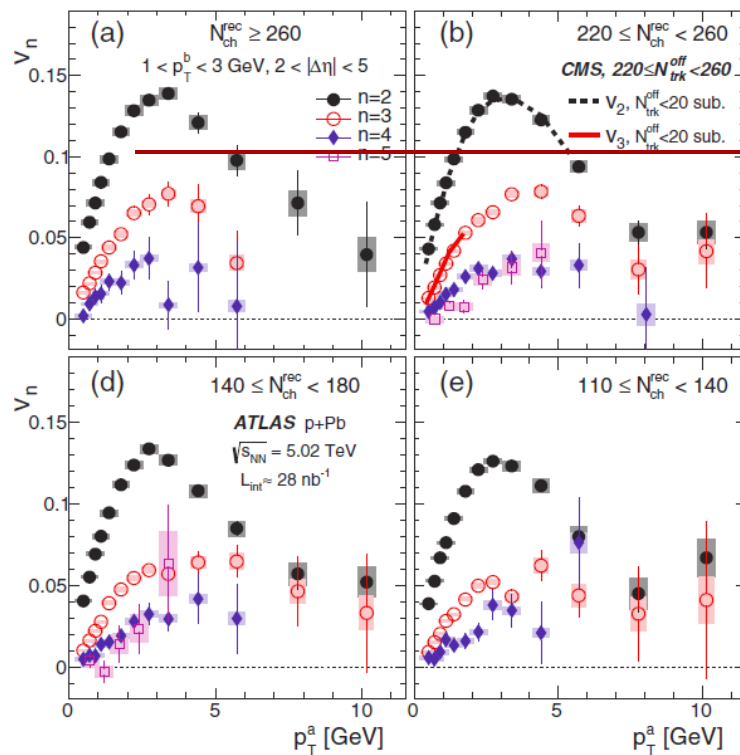 (a) N_ch^rec ≥ 260
1 < p_T^b < 3 GeV, 2 < |Δη| < 5
n=2
n=3
n=4
n=5
v_n
0.15
0.1
0.05
0
(b) 220 ≤ N_ch^rec < 260
CMS, 220≤N_trk^off<260
v_2, N_trk^off<20 sub.
v_3, N_trk^off<20 sub.
(d) 140 ≤ N_ch^rec < 180
ATLAS p+Pb
√s_NN = 5.02 TeV
L_int ≈ 28 nb^-1
v_n
0.15
0.1
0.05
0
0 5 10
p_T^a [GeV]
(e) 110 ≤ N_ch^rec < 140
0 5 10
p_T^a [GeV]